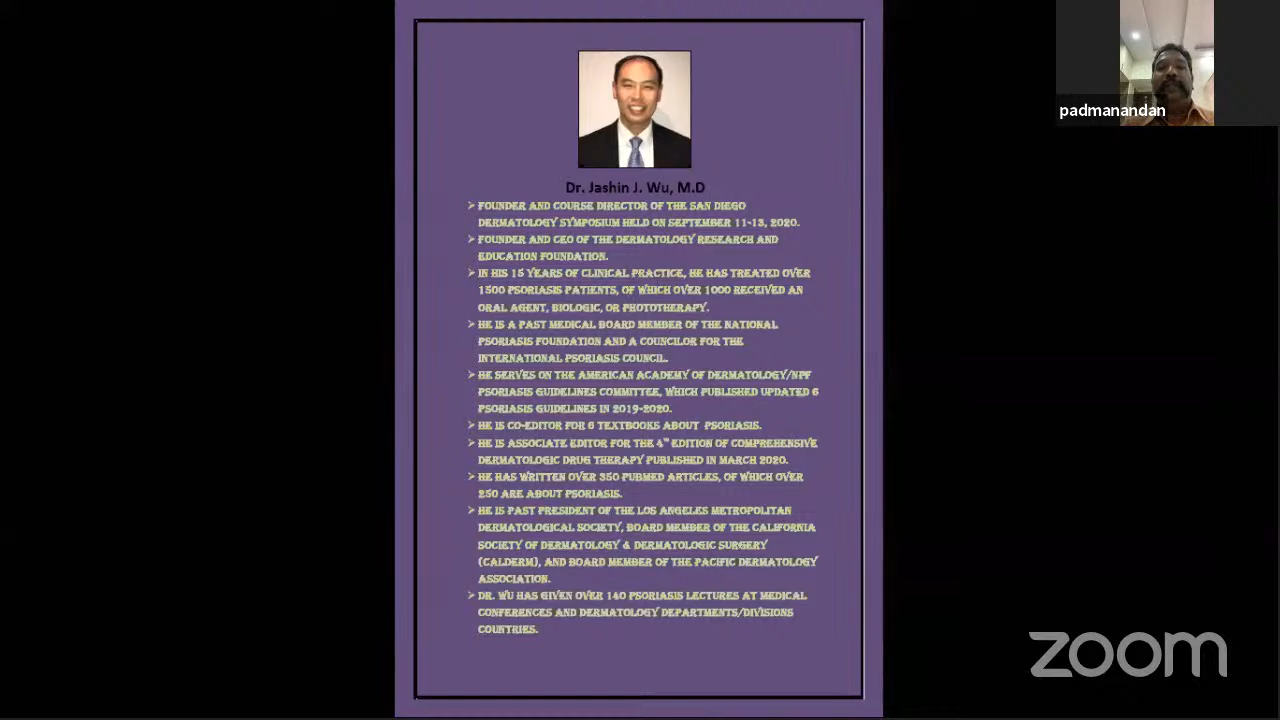 padmanandan
Dr. Jashin J. Wu, M.D
➢ FOUNDER AND COURSE DIRECTOR OF THE SAN DIEGO
DERMATOLOGY SYMPOSIUM HELD ON SEPTEMBER 11-13, 2020.
➢ FOUNDER AND CEO OF THE DERMATOLOGY RESEARCH AND
EDUCATION FOUNDATION.
➢ IN HIS 15 YEARS OF CLINICAL PRACTICE, HE HAS TREATED OVER
1500 PSORIASIS PATIENTS, OF WHICH OVER 1000 RECEIVED AN
ORAL AGENT, BIOLOGIC, OR PHOTOTHERAPY.
➢ HE IS A PAST MEDICAL BOARD MEMBER OF THE NATIONAL
PSORIASIS FOUNDATION AND A COUNCILOR FOR THE
INTERNATIONAL PSORIASIS COUNCIL.
➢ HE SERVES ON THE AMERICAN ACADEMY OF DERMATOLOGY/NPF
PSORIASIS GUIDELINES COMMITTEE, WHICH PUBLISHED UPDATED 6
PSORIASIS GUIDELINES IN 2019-2020.
➢ HE IS CO-EDITOR FOR 6 TEXTBOOKS ABOUT PSORIASIS.
➢ HE IS ASSOCIATE EDITOR FOR THE 4TH EDITION OF COMPREHENSIVE
DERMATOLOGIC DRUG THERAPY PUBLISHED IN MARCH 2020.
➢ HE HAS WRITTEN OVER 350 PUBMED ARTICLES, OF WHICH OVER
250 ARE ABOUT PSORIASIS.
➢ HE IS PAST PRESIDENT OF THE LOS ANGELES METROPOLITAN
DERMATOLOGICAL SOCIETY, BOARD MEMBER OF THE CALIFORNIA
SOCIETY OF DERMATOLOGY & DERMATOLOGIC SURGERY
(CALDERM), AND BOARD MEMBER OF THE PACIFIC DERMATOLOGY
ASSOCIATION.
➢ DR. WU HAS GIVEN OVER 140 PSORIASIS LECTURES AT MEDICAL
CONFERENCES AND DERMATOLOGY DEPARTMENTS/DIVISIONS
COUNTRIES.
zoom